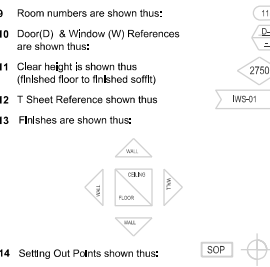 9 Room numbers are shown thus:
11
10 Door(D) & Window (W) References
are shown thus:
D-
11 Clear height is shown thus
(finished floor to finished soffit)
2750
12 T Sheet Reference shown thus
IWS-01
13 Finishes are shown thus:
WALL
CEILING
WALL
FLOOR
WALL
14 Setting Out Points shown thus:
SOP